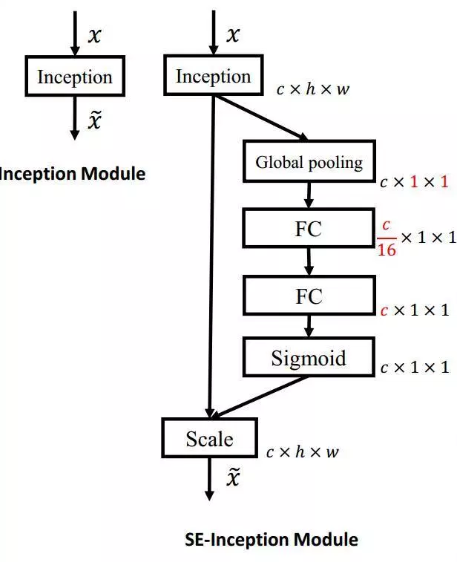 x
Inception
x̃
Inception Module
x
Inception
c × h × w
Global pooling
c × 1 × 1
FC
c/16 × 1 × 1
FC
c × 1 × 1
Sigmoid
c × 1 × 1
Scale
c × h × w
x̃
SE-Inception Module